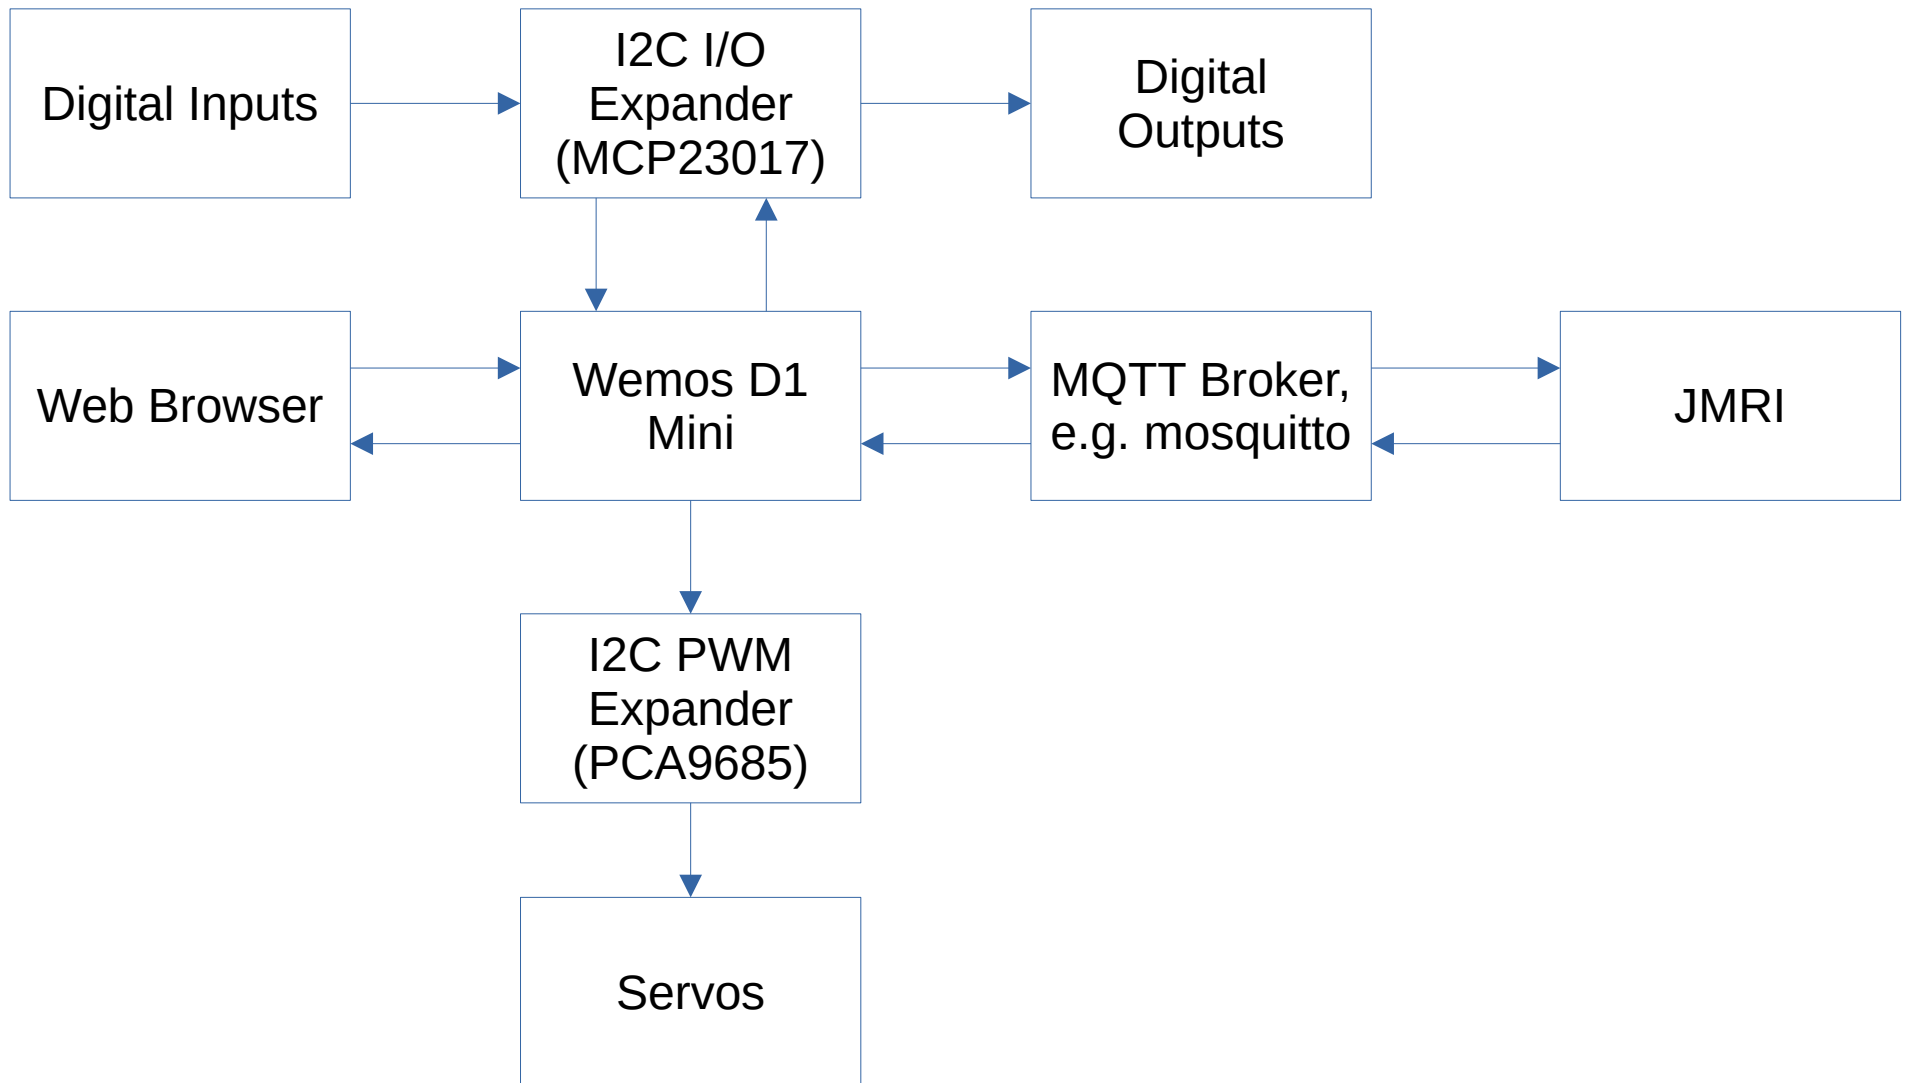 Digital Inputs
I2C I/O
Expander
(MCP23017)
Digital
Outputs
Web Browser
Wemos D1
Mini
MQTT Broker,
e.g. mosquitto
JMRI
I2C PWM
Expander
(PCA9685)
Servos